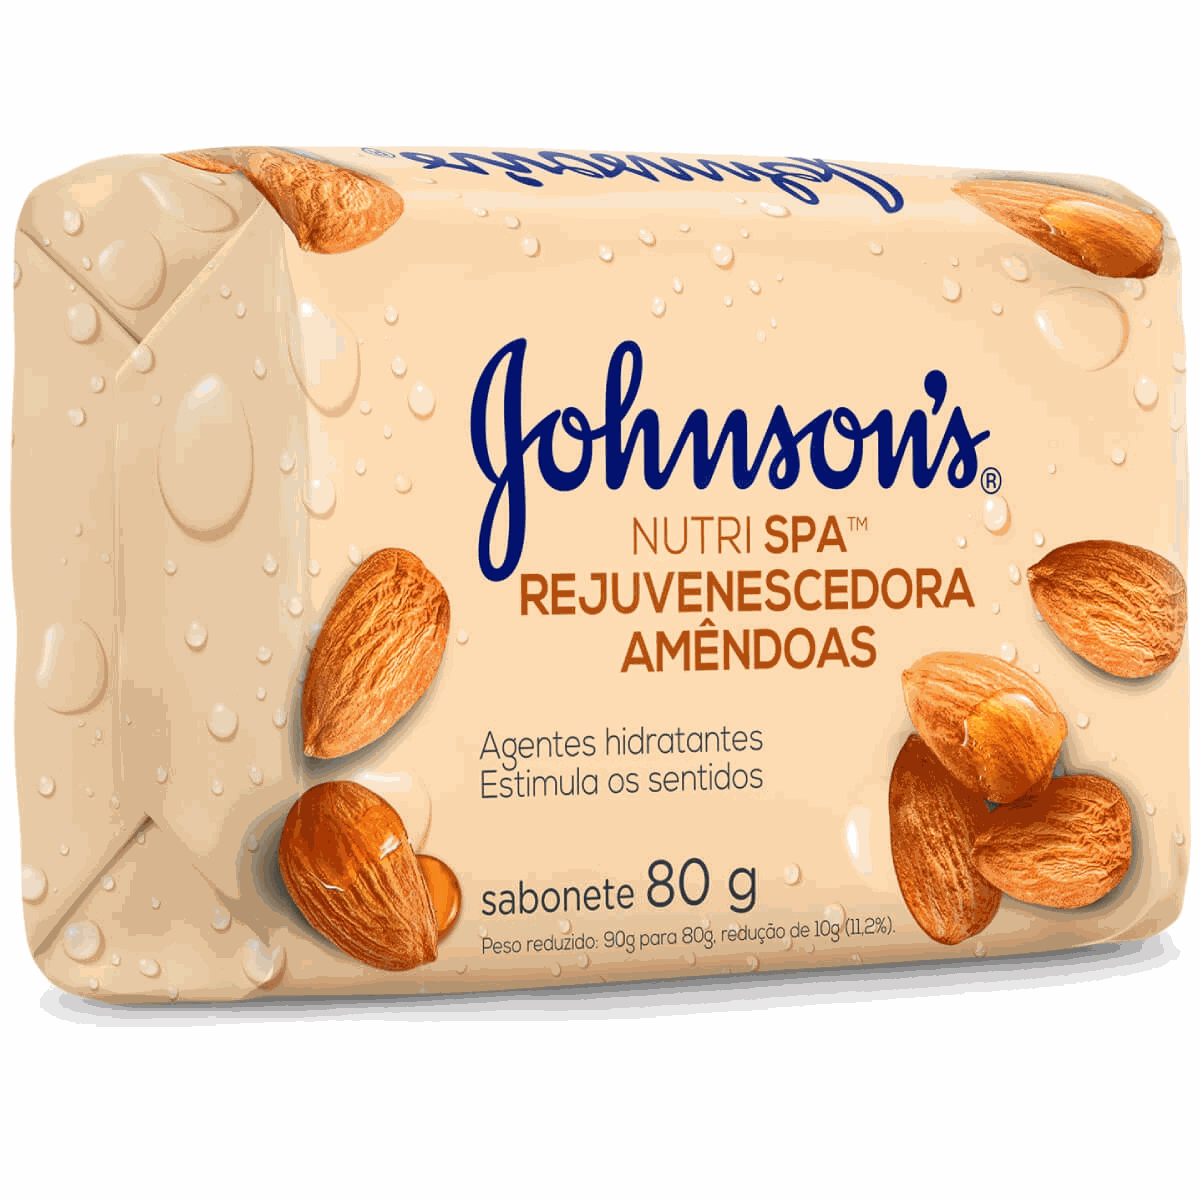 Johnson's®
Johnson's®
NUTRI SPA™
REJUVENESCEDORA
AMÊNDOAS
Agentes hidratantes
Estimula os sentidos
sabonete 80 g
Peso reduzido: 90g para 80g, redução de 10g (11,2%).